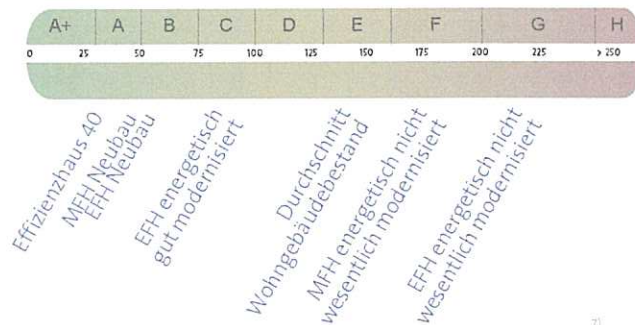 A+ A B C D E F G H
0 25 50 75 100 125 150 175 200 225 > 250
Effizienzhaus 40
MFH Neubau
EFH Neubau
EFH energetisch
gut modernisiert
Durchschnitt
Wohngebäudebestand
MFH energetisch nicht
wesentlich modernisiert
EFH energetisch nicht
wesentlich modernisiert
7)